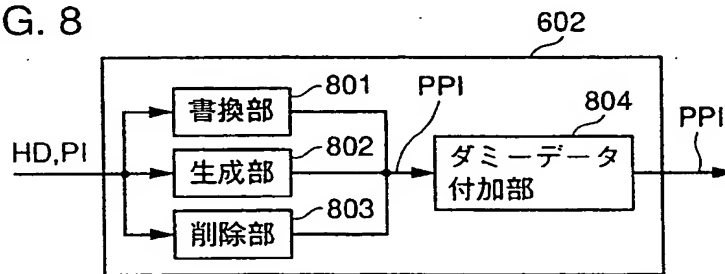 G. 8
602
801
書換部
PPI
804
PPI
HD,PI
802
生成部
ダミーデータ
付加部
803
削除部